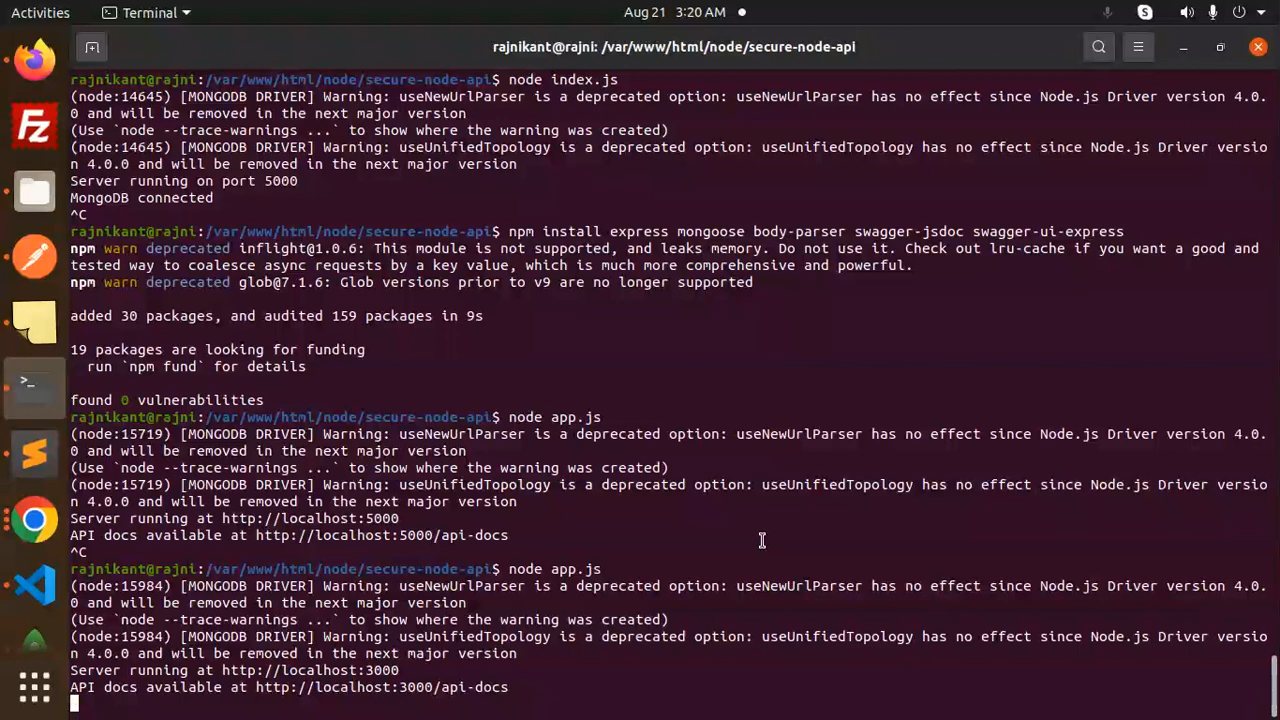 Activities
Terminal
Aug 21 3:20 AM
rajnikant@rajni: /var/www/html/node/secure-node-api
rajnikant@rajni:/var/www/html/node/secure-node-api$ node index.js
(node:14645) [MONGODB DRIVER] Warning: useNewUrlParser is a deprecated option: useNewUrlParser has no effect since Node.js Driver version 4.0.
0 and will be removed in the next major version
(Use `node --trace-warnings ...` to show where the warning was created)
(node:14645) [MONGODB DRIVER] Warning: useUnifiedTopology is a deprecated option: useUnifiedTopology has no effect since Node.js Driver versio
n 4.0.0 and will be removed in the next major version
Server running on port 5000
MongoDB connected
^C
rajnikant@rajni:/var/www/html/node/secure-node-api$ npm install express mongoose body-parser swagger-jsdoc swagger-ui-express
npm warn deprecated inflight@1.0.6: This module is not supported, and leaks memory. Do not use it. Check out lru-cache if you want a good and
tested way to coalesce async requests by a key value, which is much more comprehensive and powerful.
npm warn deprecated glob@7.1.6: Glob versions prior to v9 are no longer supported
added 30 packages, and audited 159 packages in 9s
19 packages are looking for funding
run `npm fund` for details
found 0 vulnerabilities
rajnikant@rajni:/var/www/html/node/secure-node-api$ node app.js
(node:15719) [MONGODB DRIVER] Warning: useNewUrlParser is a deprecated option: useNewUrlParser has no effect since Node.js Driver version 4.0.
0 and will be removed in the next major version
(Use `node --trace-warnings ...` to show where the warning was created)
(node:15719) [MONGODB DRIVER] Warning: useUnifiedTopology is a deprecated option: useUnifiedTopology has no effect since Node.js Driver versio
n 4.0.0 and will be removed in the next major version
Server running at http://localhost:5000
API docs available at http://localhost:5000/api-docs
^C
rajnikant@rajni:/var/www/html/node/secure-node-api$ node app.js
(node:15984) [MONGODB DRIVER] Warning: useNewUrlParser is a deprecated option: useNewUrlParser has no effect since Node.js Driver version 4.0.
0 and will be removed in the next major version
(Use `node --trace-warnings ...` to show where the warning was created)
(node:15984) [MONGODB DRIVER] Warning: useUnifiedTopology is a deprecated option: useUnifiedTopology has no effect since Node.js Driver versio
n 4.0.0 and will be removed in the next major version
Server running at http://localhost:3000
API docs available at http://localhost:3000/api-docs